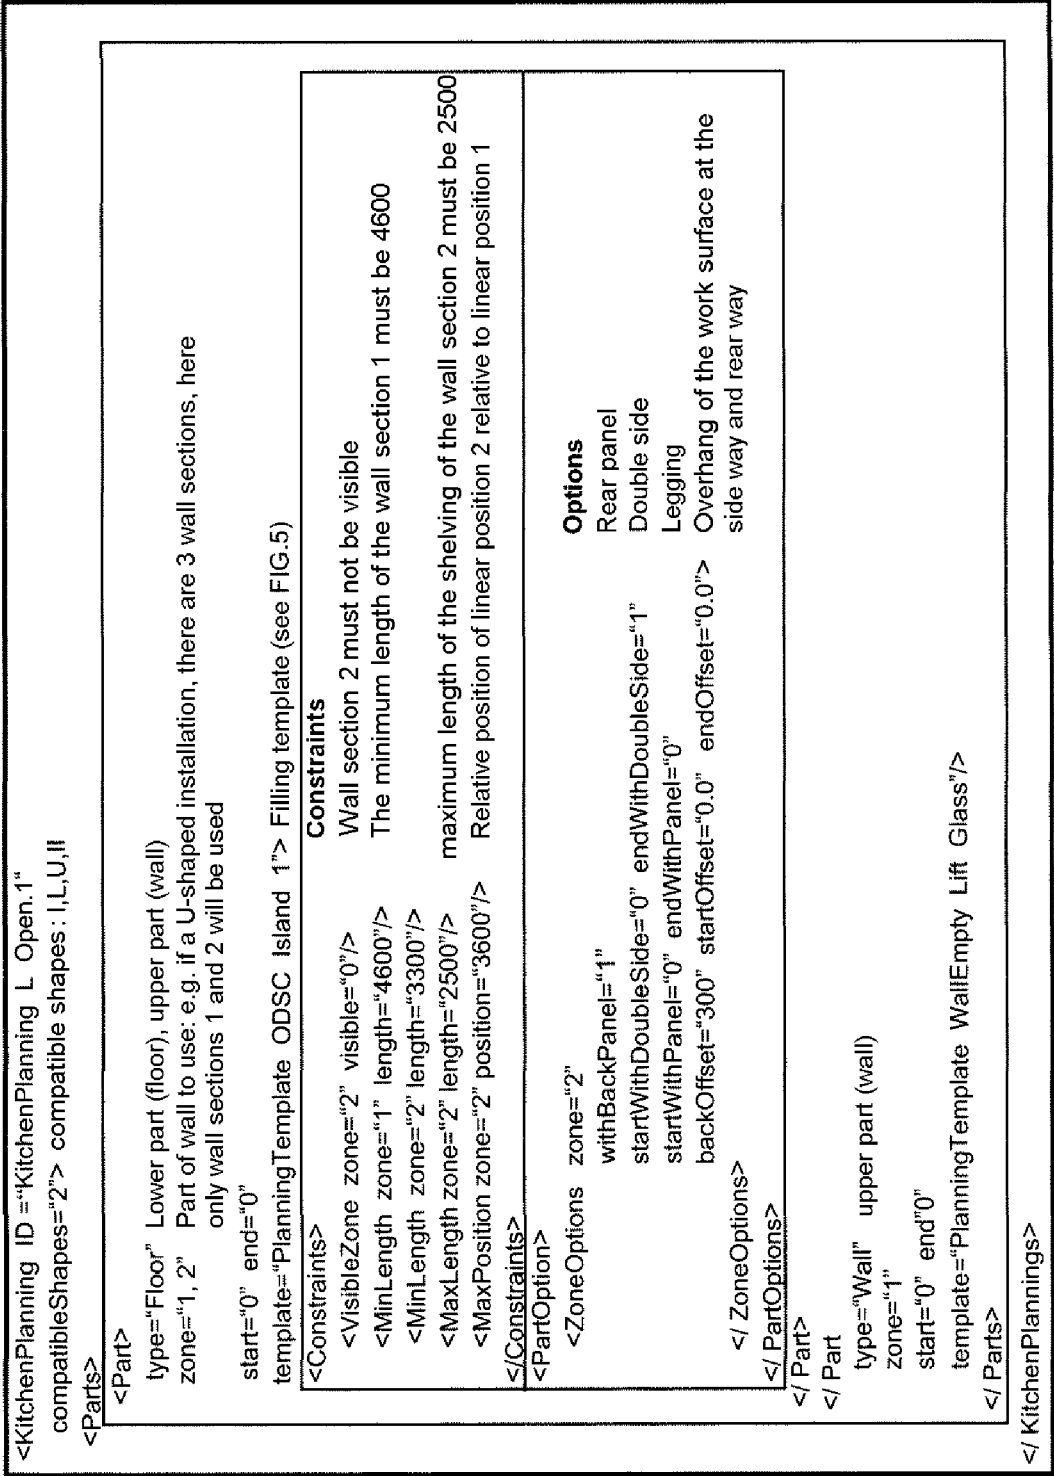 <KitchenPlanning ID ="KitchenPlanning L Open.1"
compatibleShapes="2"> compatible shapes : I,L,U,II
<Parts>
<Part>
type="Floor" Lower part (floor), upper part (wall)
zone="1, 2" Part of wall to use: e.g. if a U-shaped installation, there are 3 wall sections, here
only wall sections 1 and 2 will be used
start="0" end="0"
template="PlanningTemplate ODSC Island 1"> Filling template (see FIG.5)
<Constraints> Constraints
<VisibleZone zone="2" visible="0"/> Wall section 2 must not be visible
<MinLength zone="1" length="4600"/> The minimum length of the wall section 1 must be 4600
<MinLength zone="2" length="3300"/>
<MaxLength zone="2" length="2500"/> maximum length of the shelving of the wall section 2 must be 2500
<MaxPosition zone="2" position="3600"/> Relative position of linear position 2 relative to linear position 1
</Constraints>
<PartOption>
<ZoneOptions zone="2" Options
withBackPanel="1" Rear panel
startWithDoubleSide="0" endWithDoubleSide="1" Double side
startWithPanel="0" endWithPanel="0" Legging
backOffset="300" startOffset="0.0" endOffset="0.0"> Overhang of the work surface at the
side way and rear way
</ ZoneOptions>
</ PartOptions>
</ Part>
</ Part
type="Wall" upper part (wall)
zone="1"
start="0" end"0"
template="PlanningTemplate WallEmpty Lift Glass"/>
</ Parts>
</ KitchenPlannings>